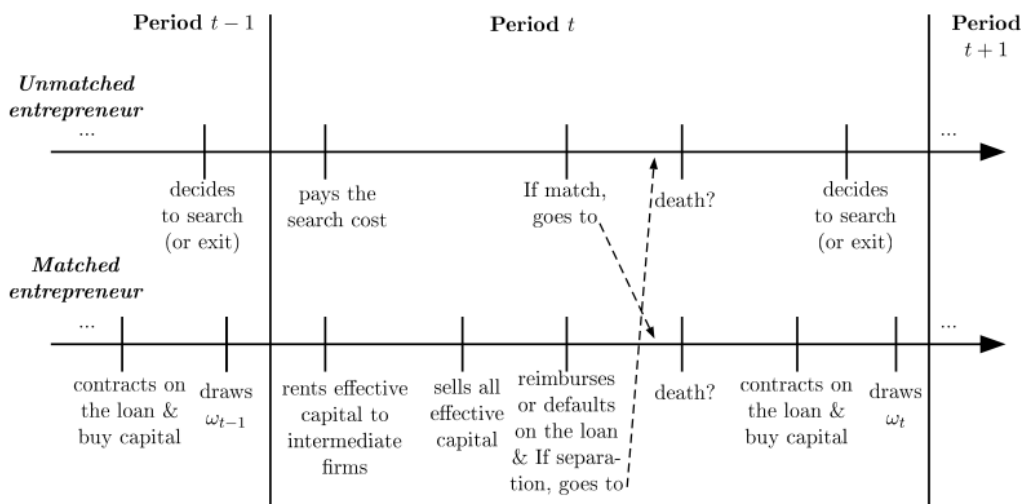 Period t − 1
Period t
Period
t + 1
Unmatched
entrepreneur
...
...
decides
to search
(or exit)
pays the
search cost
If match,
goes to
death?
decides
to search
(or exit)
Matched
entrepreneur
...
...
contracts on
the loan &
buy capital
draws
ωt−1
rents effective
capital to
intermediate
firms
sells all
effective
capital
reimburses
or defaults
on the loan
& If separa-
tion, goes to
death?
contracts on
the loan &
buy capital
draws
ωt